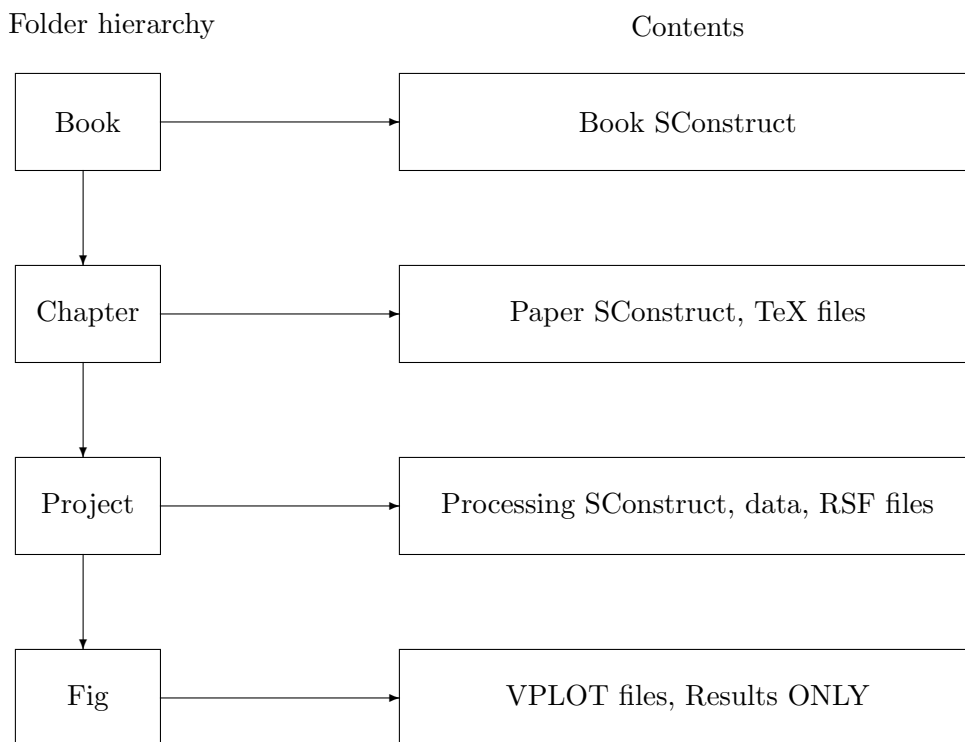 Folder hierarchy
Contents
Book
Book SConstruct
Chapter
Paper SConstruct, TeX files
Project
Processing SConstruct, data, RSF files
Fig
VPLOT files, Results ONLY